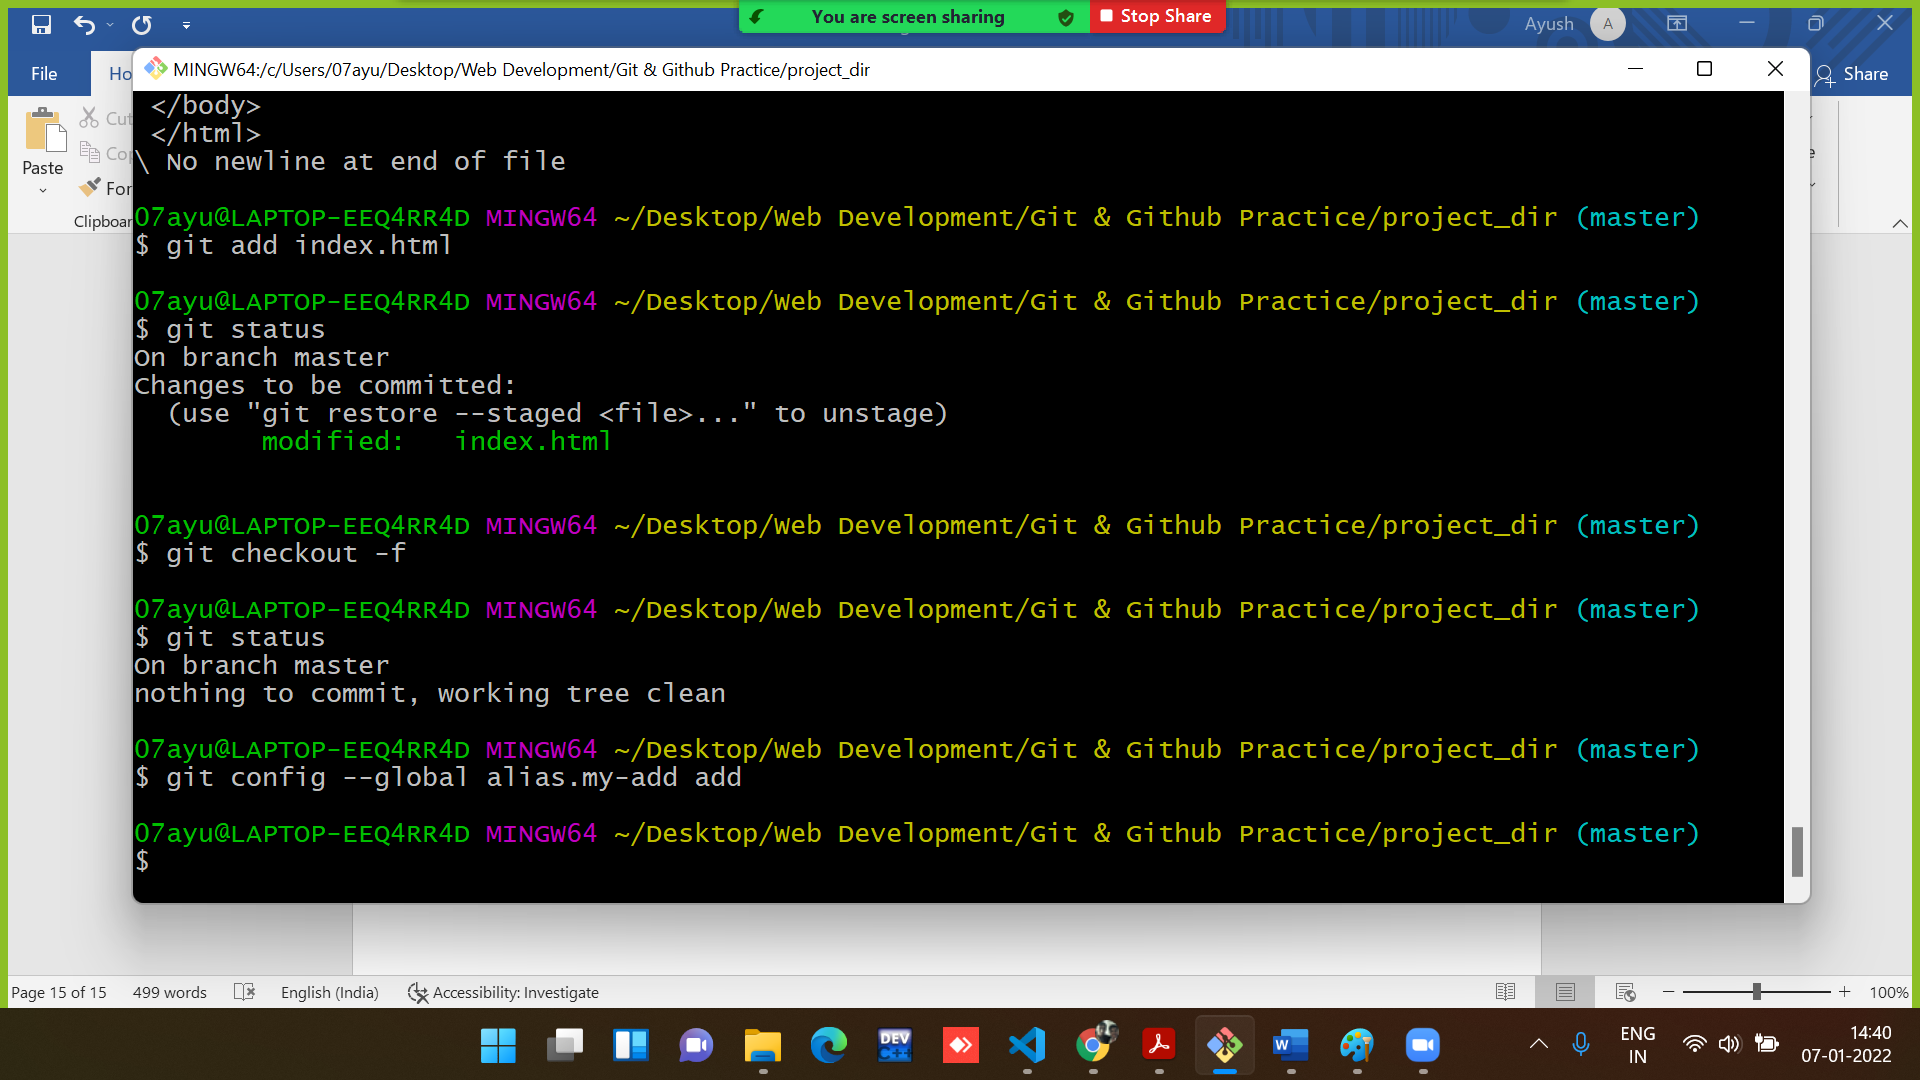 You are screen sharing
Stop Share
Ayush
A
File
Ho
MINGW64:/c/Users/07ayu/Desktop/Web Development/Git & Github Practice/project_dir
Share
Paste
Cut
Cop
For
Clipboar
</body>
</html>
\ No newline at end of file
07ayu@LAPTOP-EEQ4RR4D MINGW64 ~/Desktop/Web Development/Git & Github Practice/project_dir (master)
$ git add index.html
07ayu@LAPTOP-EEQ4RR4D MINGW64 ~/Desktop/Web Development/Git & Github Practice/project_dir (master)
$ git status
On branch master
Changes to be committed:
(use "git restore --staged <file>..." to unstage)
modified: index.html
07ayu@LAPTOP-EEQ4RR4D MINGW64 ~/Desktop/Web Development/Git & Github Practice/project_dir (master)
$ git checkout -f
07ayu@LAPTOP-EEQ4RR4D MINGW64 ~/Desktop/Web Development/Git & Github Practice/project_dir (master)
$ git status
On branch master
nothing to commit, working tree clean
07ayu@LAPTOP-EEQ4RR4D MINGW64 ~/Desktop/Web Development/Git & Github Practice/project_dir (master)
$ git config --global alias.my-add add
07ayu@LAPTOP-EEQ4RR4D MINGW64 ~/Desktop/Web Development/Git & Github Practice/project_dir (master)
$
Page 15 of 15 499 words English (India) Accessibility: Investigate 100%
DEV C++
W
ENG
IN
14:40
07-01-2022